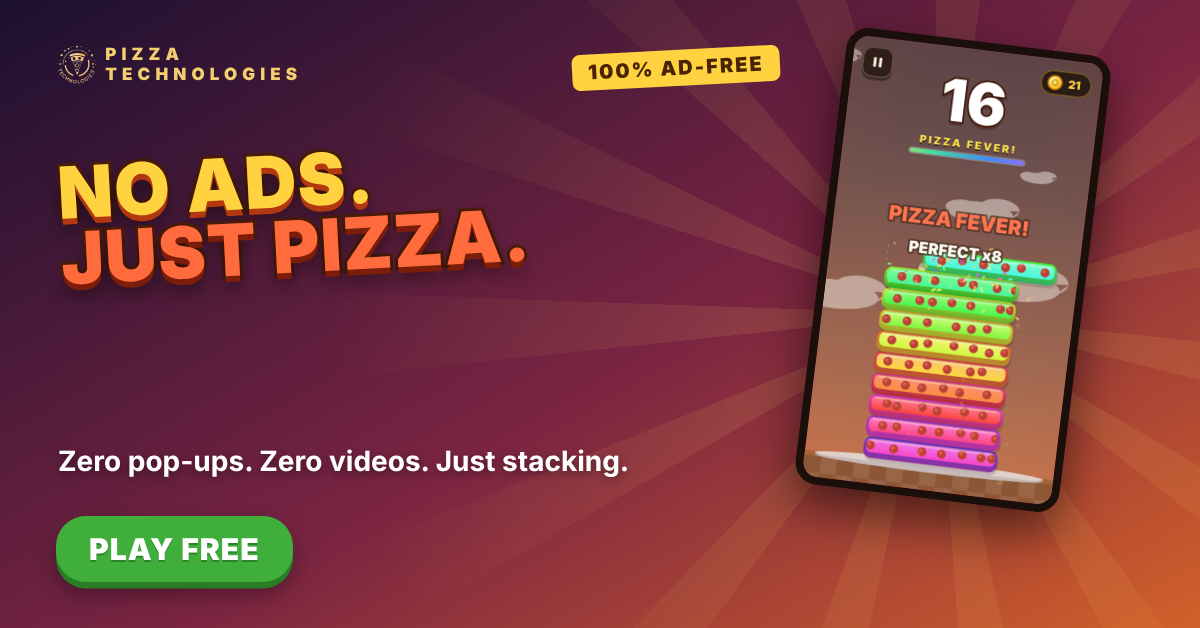 PIZZA
TECHNOLOGIES
100% AD-FREE
NO ADS.
JUST PIZZA.
Zero pop-ups. Zero videos. Just stacking.
PLAY FREE
21
16
PIZZA FEVER!
PIZZA FEVER!
PERFECT x8